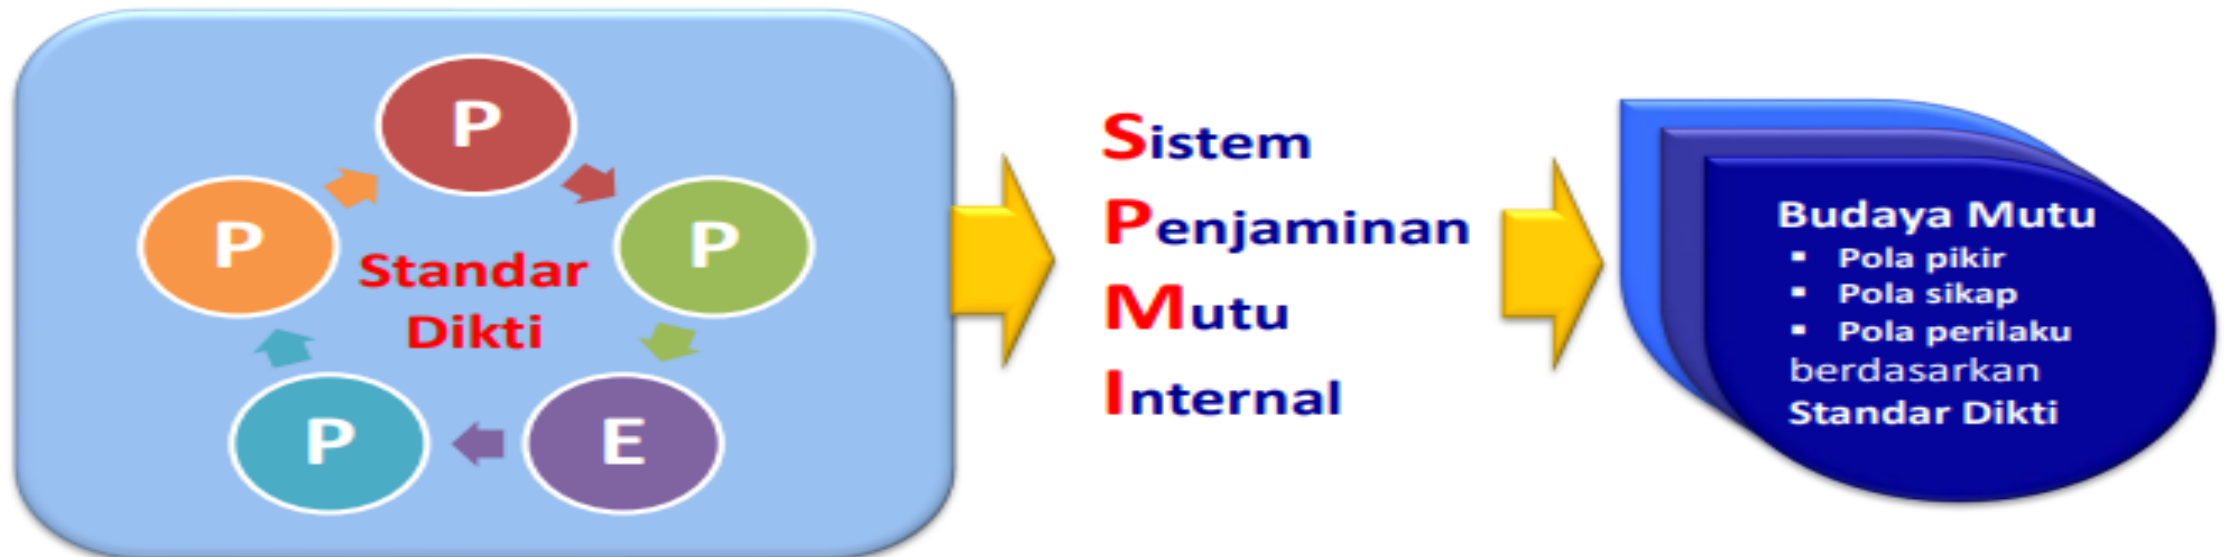 P
P
E
P
P
Standar
Dikti
Sistem
Penjaminan
Mutu
Internal
Budaya Mutu
▪ Pola pikir
▪ Pola sikap
▪ Pola perilaku
berdasarkan
Standar Dikti